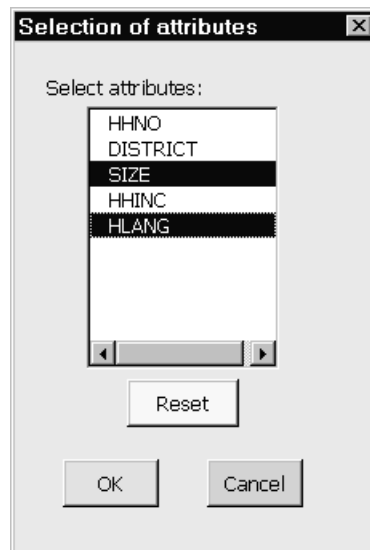 Selection of attributes
Select attributes:
HHNO
DISTRICT
SIZE
HHINC
HLANG
Reset
OK Cancel